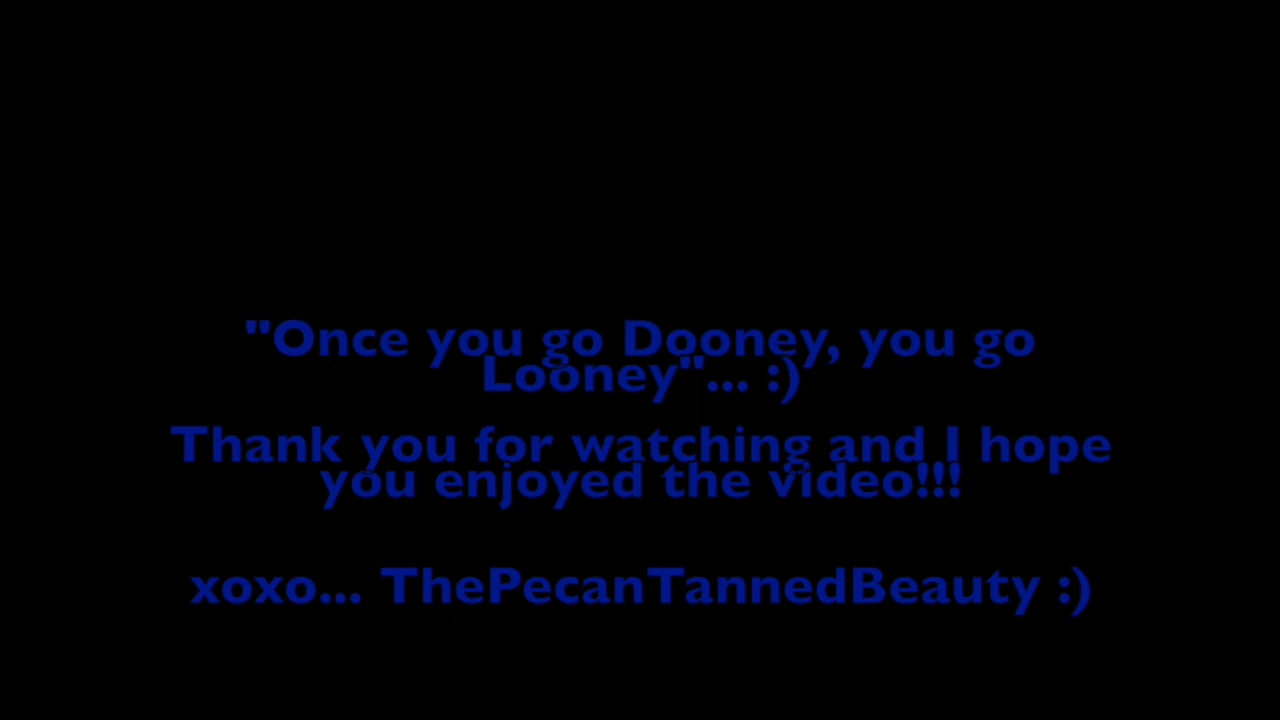 "Once you go Dooney, you go
Looney"... :)
Thank you for watching and I hope
you enjoyed the video!!!
xoxo... ThePecanTannedBeauty :)